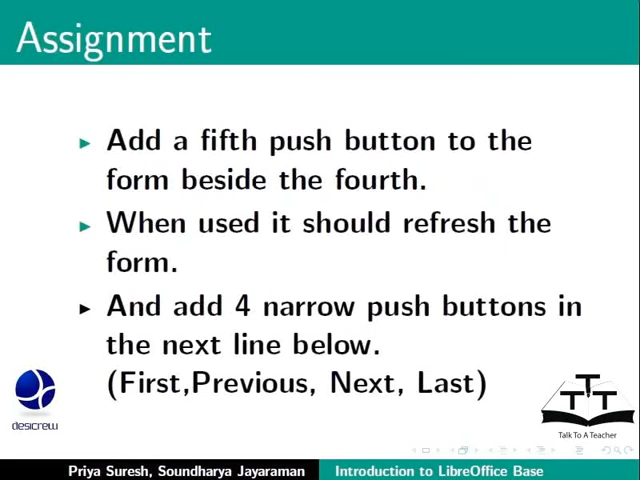 Assignment
Add a fifth push button to the
form beside the fourth.
When used it should refresh the
form.
And add 4 narrow push buttons in
the next line below.
(First,Previous, Next, Last)
desicrew
TTT
Talk To A Teacher
Priya Suresh, Soundharya Jayaraman
Introduction to LibreOffice Base